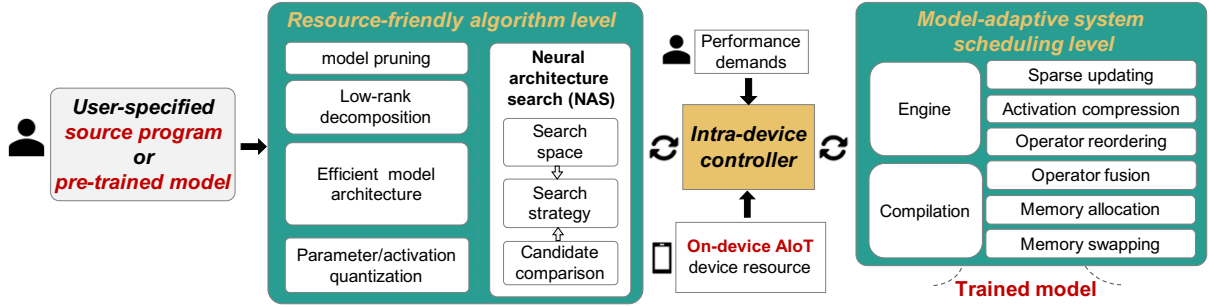 User-specified
source program
or
pre-trained model
Resource-friendly algorithm level
model pruning
Low-rank
decomposition
Efficient model
architecture
Parameter/activation
quantization
Neural
architecture
search (NAS)
Search
space
Search
strategy
Candidate
comparison
Performance
demands
Intra-device
controller
On-device AIoT
device resource
Model-adaptive system
scheduling level
Engine
Compilation
Sparse updating
Activation compression
Operator reordering
Operator fusion
Memory allocation
Memory swapping
Trained model